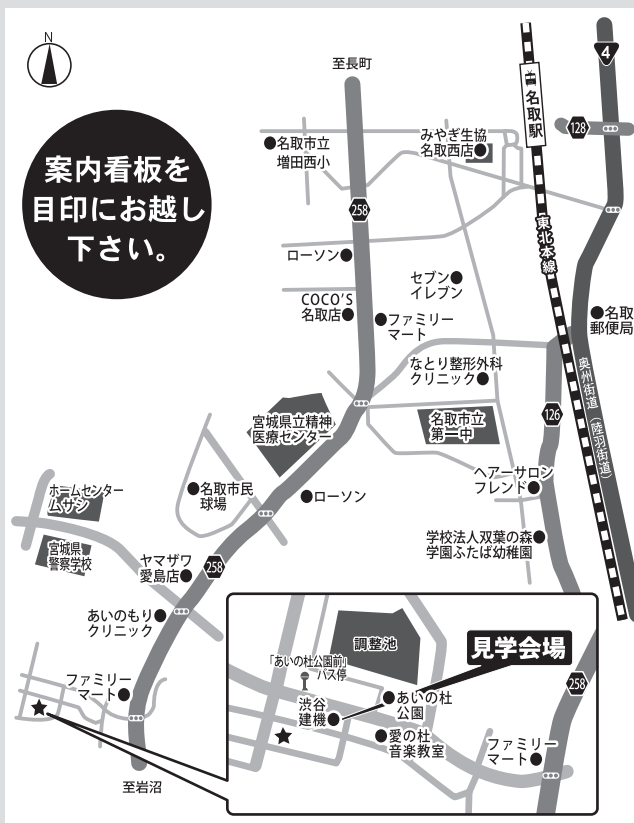 N
案内看板を
目印にお越し
下さい。
至長町
4
名取駅
128
名取市立
増田西小
みやぎ生協
名取西店
258
東北本線
ローソン
セブン
イレブン
COCO'S
名取店
ファミリー
マート
名取
郵便局
奥州街道(陸羽街道)
なとり整形外科
クリニック
宮城県立精神
医療センター
名取市立
第一中
126
ヘアーサロン
フレンド
ホームセンター
ムサシ
名取市民
球場
ローソン
宮城県
警察学校
学校法人双葉の森
学園ふたば幼稚園
ヤマザワ
愛島店
258
あいのもり
クリニック
ファミリー
マート
至岩沼
調整池
見学会場
「あいの杜公園前」
バス停
渋谷
建機
あいの杜
公園
愛の杜
音楽教室
ファミリー
マート
258